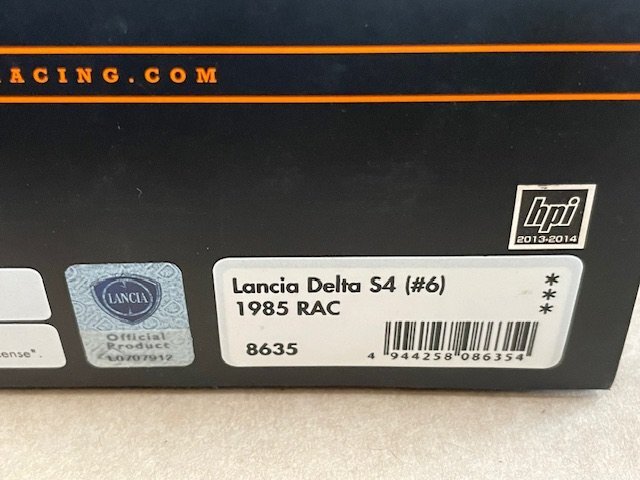 ACING.COM
hpi
2013-2014
Lancia Delta S4 (#6)
1985 RAC
8635
4 944258 086354
***
LANCIA
Official
Product
L0707912
ense".